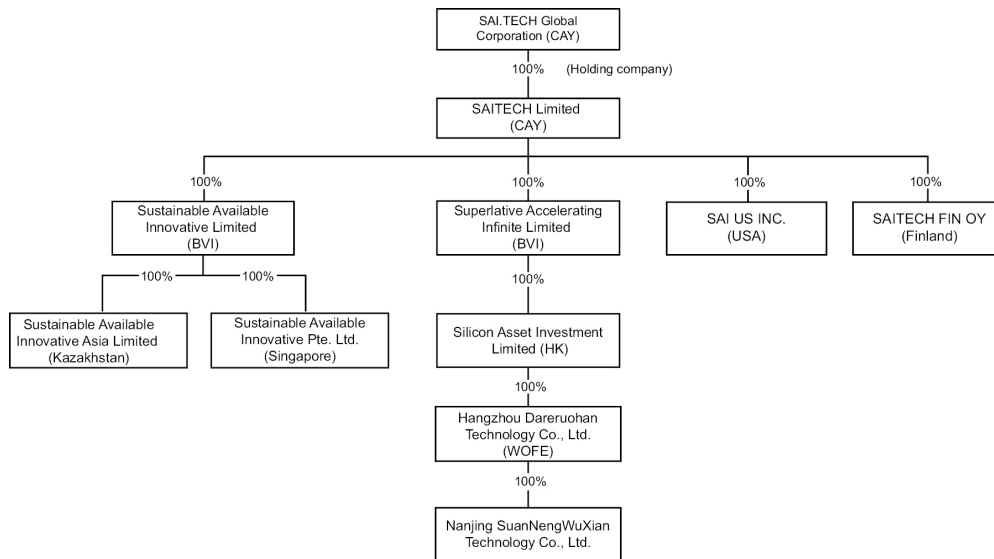 SAI.TECH Global
Corporation (CAY)
100%
(Holding company)
SAITECH Limited
(CAY)
100%
100%
100%
100%
Sustainable Available
Innovative Limited
(BVI)
Superlative Accelerating
Infinite Limited
(BVI)
SAI US INC.
(USA)
SAITECH FIN OY
(Finland)
100%
100%
100%
Sustainable Available
Innovative Asia Limited
(Kazakhstan)
Sustainable Available
Innovative Pte. Ltd.
(Singapore)
Silicon Asset Investment
Limited (HK)
100%
Hangzhou Dareruohan
Technology Co., Ltd.
(WOFE)
100%
Nanjing SuanNengWuXian
Technology Co., Ltd.